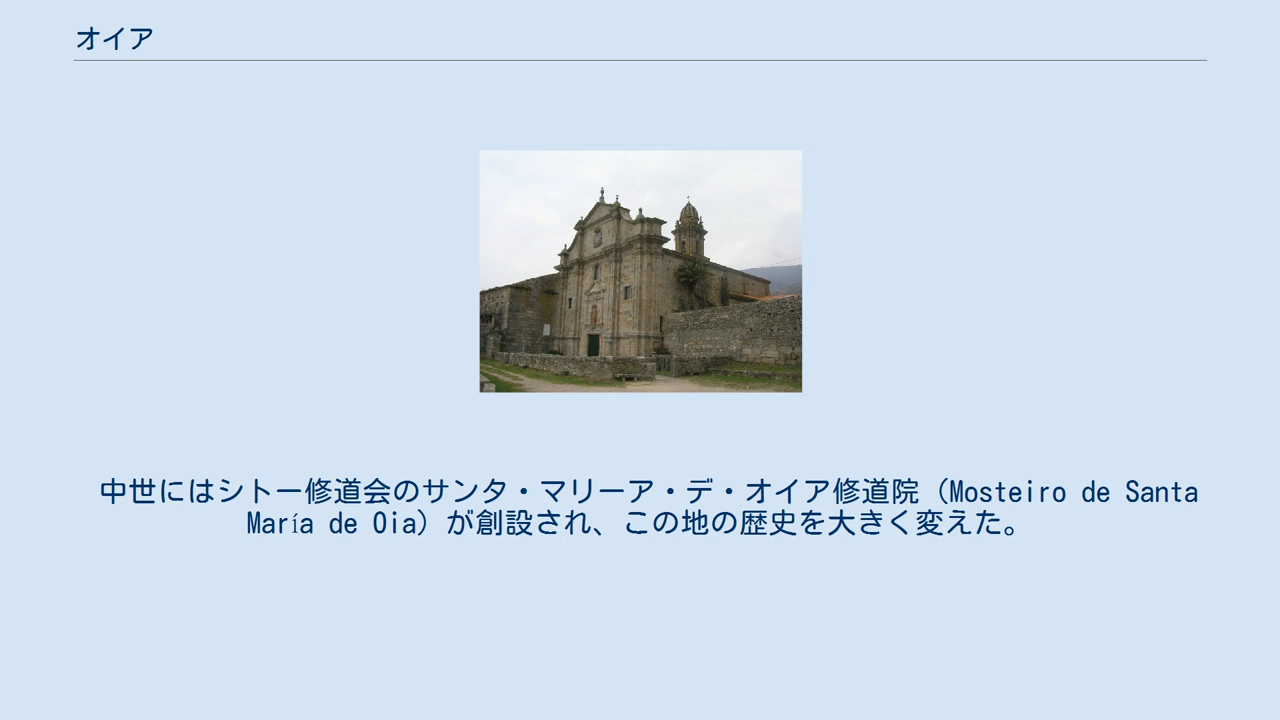 オイア
中世にはシトー修道会のサンタ・マリーア・デ・オイア修道院（Mosteiro de Santa
María de Oia）が創設され、この地の歴史を大きく変えた。